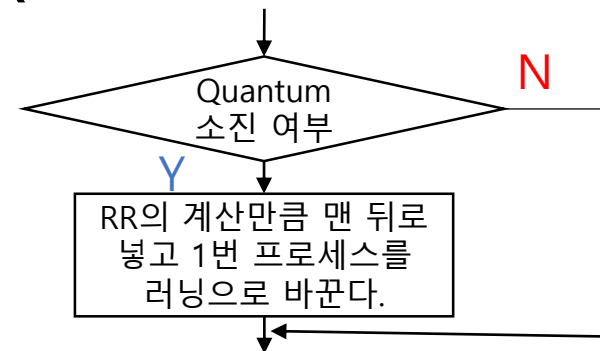 Quantum
소진 여부
N
Y
RR의 계산만큼 맨 뒤로
넣고 1번 프로세스를
러닝으로 바꾼다.